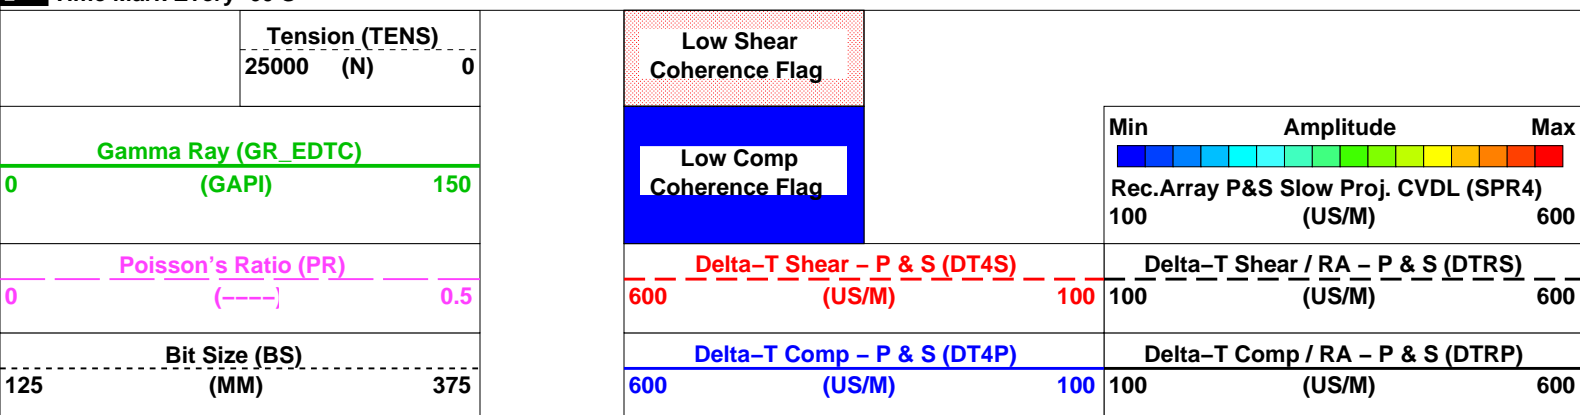 Tension (TENS)
25000 (N) 0
Low Shear
Coherence Flag
Gamma Ray (GR_EDTC)
0 (GAPI) 150
Low Comp
Coherence Flag
Min Amplitude Max
Rec.Array P&S Slow Proj. CVDL (SPR4)
100 (US/M) 600
Poisson's Ratio (PR)
0 (----) 0.5
Delta-T Shear - P & S (DT4S)
600 (US/M) 100
Delta-T Shear / RA - P & S (DTRS)
100 (US/M) 600
Bit Size (BS)
125 (MM) 375
Delta-T Comp - P & S (DT4P)
600 (US/M) 100
Delta-T Comp / RA - P & S (DTRP)
100 (US/M) 600